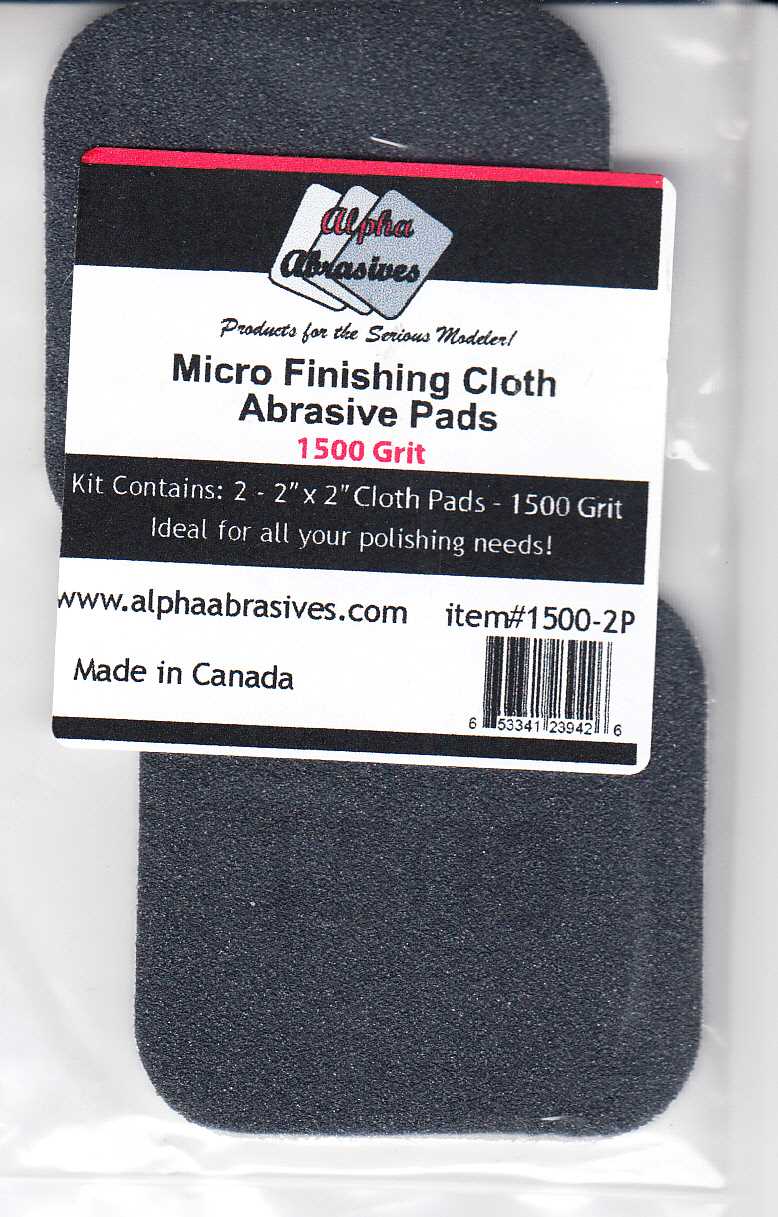 Alpha
Abrasives
Products for the Serious Modeler!
Micro Finishing Cloth
Abrasive Pads
1500 Grit
Kit Contains: 2 - 2" x 2" Cloth Pads - 1500 Grit
Ideal for all your polishing needs!
www.alphaabrasives.com item#1500-2P
Made in Canada
6 53341 23942 6